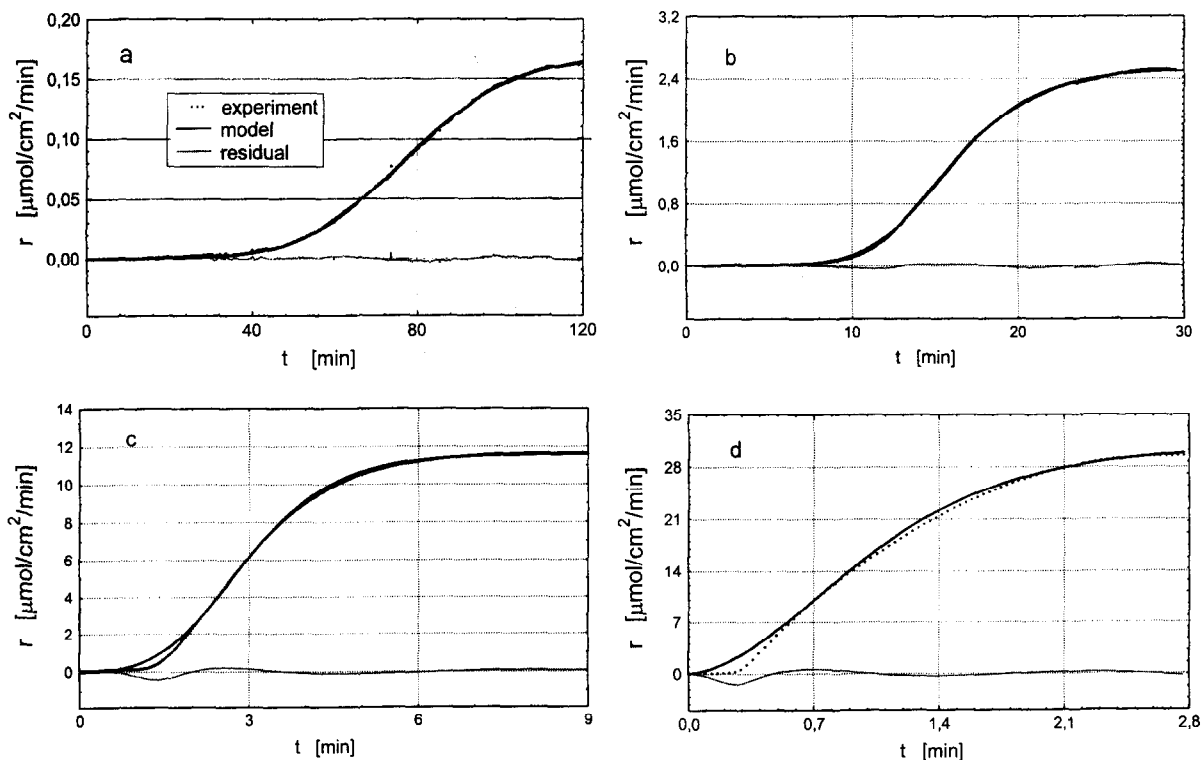 a
0,20
0,15
0,10
0,05
0,00
r [µmol/cm²/min]
experiment
model
residual
0 40 80 120
t [min]
b
3,2
2,4
1,6
0,8
0,0
r [µmol/cm²/min]
0 10 20 30
t [min]
c
14
12
10
8
6
4
2
0
r [µmol/cm²/min]
0 3 6 9
t [min]
d
35
28
21
14
7
0
r [µmol/cm²/min]
0,0 0,7 1,4 2,1 2,8
t [min]